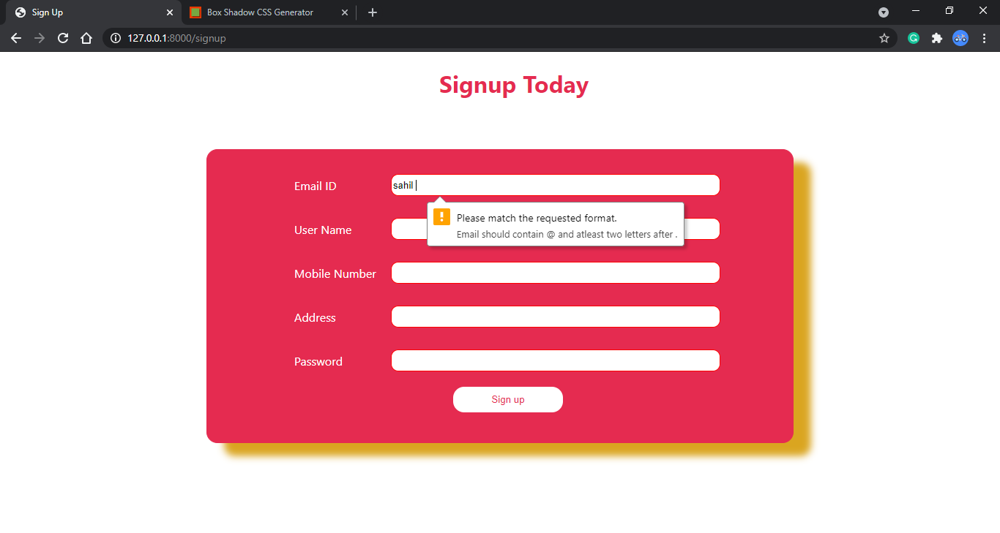 Sign Up
Box Shadow CSS Generator
127.0.0.1:8000/signup
Signup Today
Email ID
sahil
Please match the requested format.
Email should contain @ and atleast two letters after .
User Name
Mobile Number
Address
Password
Sign up